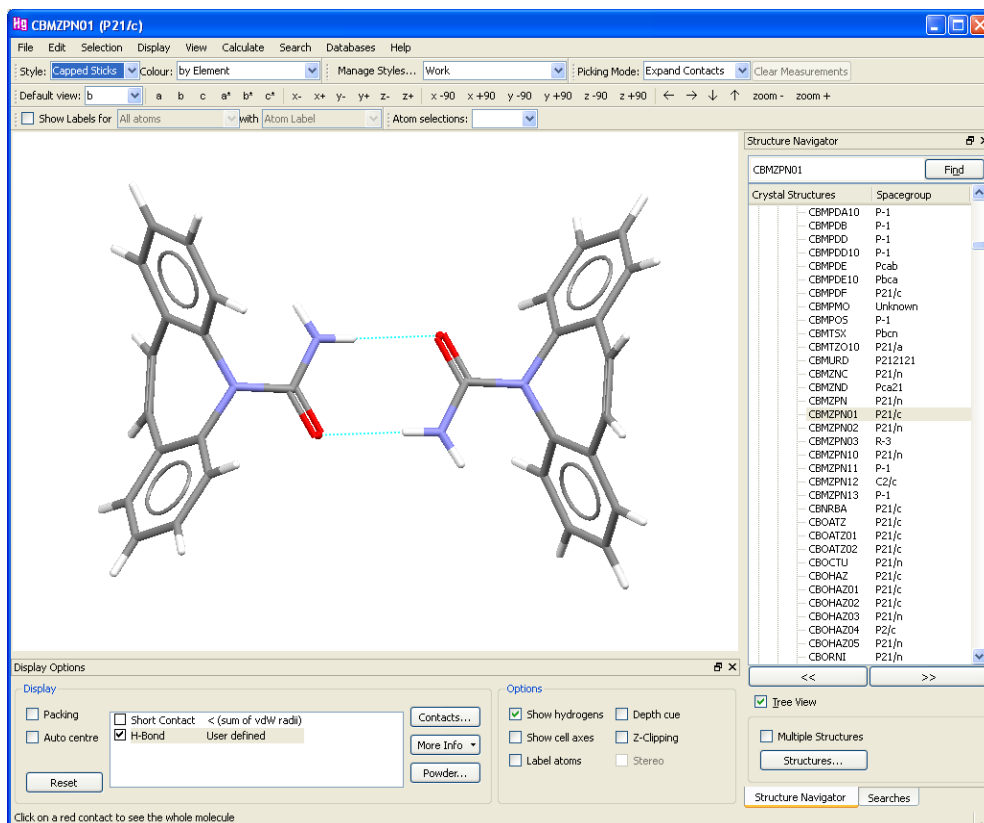 Hg CBMZPN01 (P21/c)
File Edit Selection Display View Calculate Search Databases Help
Style: Capped Sticks Colour: by Element Manage Styles... Work Picking Mode: Expand Contacts Clear Measurements
Default view: b a b c a* b* c* x- x+ y- y+ z- z+ x -90 x +90 y -90 y +90 z -90 z +90 ← → ↓ ↑ zoom - zoom +
Show Labels for All atoms with Atom Label Atom selections:
Structure Navigator
CBMZPN01 Find
Crystal Structures Spacegroup
CBMPDA10 P-1
CBMPDB P-1
CBMPDD P-1
CBMPDD10 P-1
CBMPDE Pcab
CBMPDE10 Pbca
CBMPDF P21/c
CBMPMO Unknown
CBMPOS P-1
CBMTSX Pbcn
CBMTZO10 P21/a
CBMURD P212121
CBMZNC P21/n
CBMZND Pca21
CBMZPN P21/n
CBMZPN01 P21/c
CBMZPN02 P21/n
CBMZPN03 R-3
CBMZPN10 P21/n
CBMZPN11 P-1
CBMZPN12 C2/c
CBMZPN13 P-1
CBNRBA P21/c
CBOATZ P21/c
CBOATZ01 P21/c
CBOATZ02 P21/c
CBOCTU P21/n
CBOHAZ P21/c
CBOHAZ01 P21/c
CBOHAZ02 P21/c
CBOHAZ03 P21/n
CBOHAZ04 P2/c
CBOHAZ05 P21/n
CBORNI P21/n
<< >>
Tree View
Multiple Structures
Structures...
Structure Navigator Searches
Display Options
Display
Packing
Auto centre
Reset
Short Contact < (sum of vdW radii)
H-Bond User defined
Contacts...
More Info
Powder...
Options
Show hydrogens Depth cue
Show cell axes Z-Clipping
Label atoms Stereo
Click on a red contact to see the whole molecule